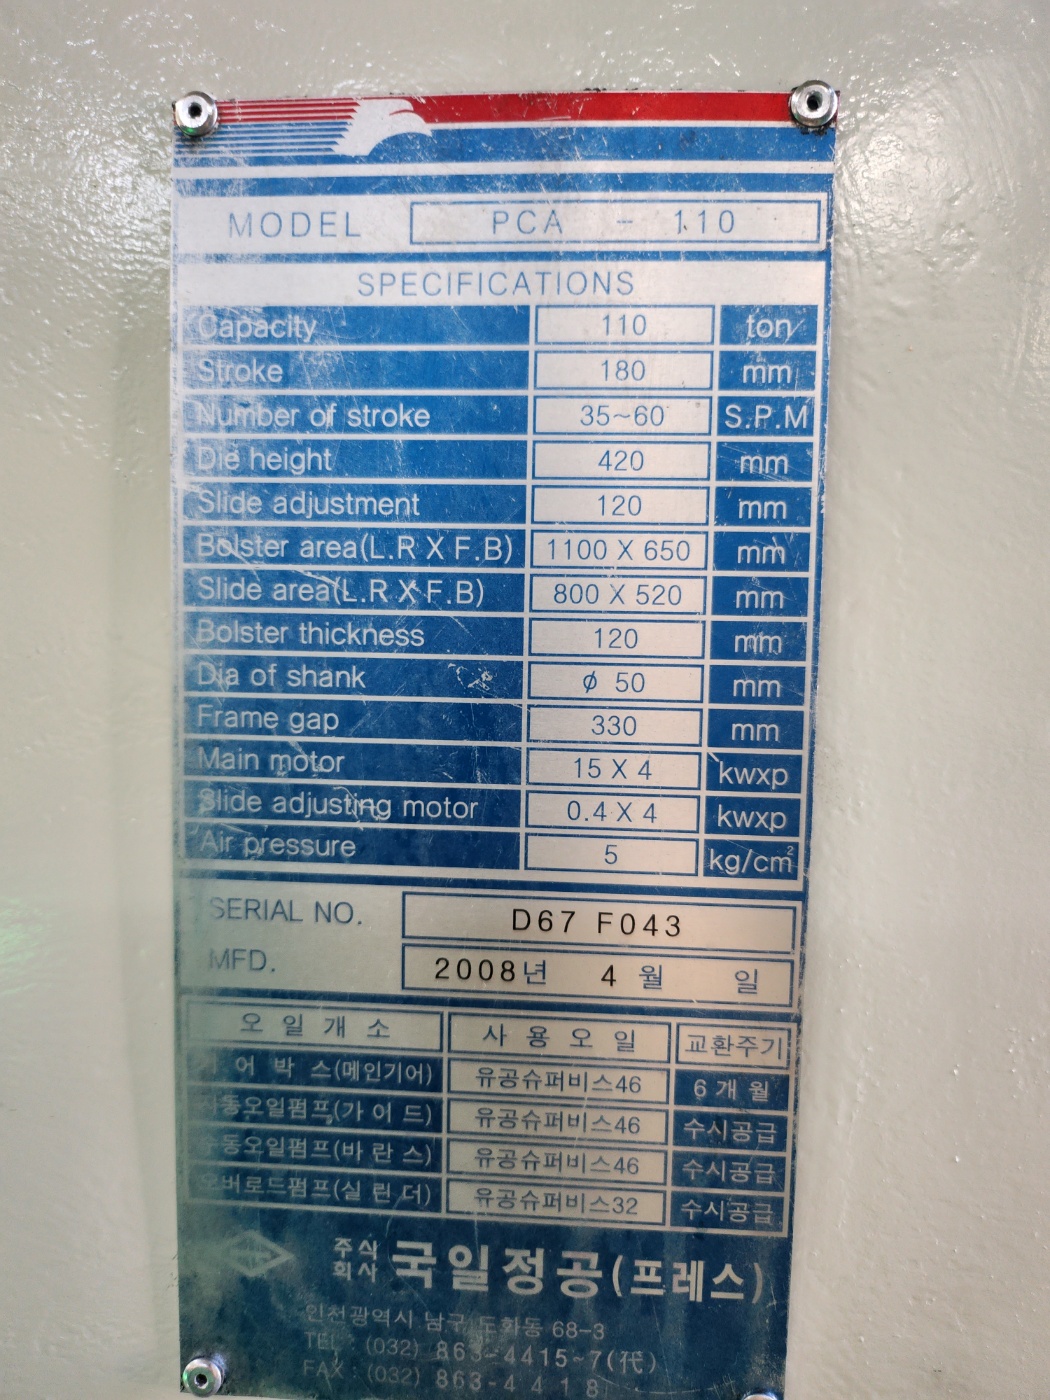 MODEL PCA - 110
SPECIFICATIONS
Capacity 110 ton
Stroke 180 mm
Number of stroke 35~60 S.P.M
Die height 420 mm
Slide adjustment 120 mm
Bolster area(L.R X F.B) 1100 X 650 mm
Slide area(L.R X F.B) 800 X 520 mm
Bolster thickness 120 mm
Dia of shank ϕ 50 mm
Frame gap 330 mm
Main motor 15 X 4 kwxp
Slide adjusting motor 0.4 X 4 kwxp
Air pressure 5 kg/cm²
SERIAL NO. D67 F043
MFD. 2008년 4 월 일
오 일 개 소 사 용 오 일 교환주기
어 박 스(메인기어) 유공슈퍼비스46 6 개 월
동오일펌프(가 이 드) 유공슈퍼비스46 수시공급
동오일펌프(바 란 스) 유공슈퍼비스46 수시공급
버로드펌프(실 린 더) 유공슈퍼비스32 수시공급
주식회사 국일정공(프레스)
인천광역시 남구 도화동 68-3
TEL (032) 863-4415~7(代)
FAX (032) 863-4418